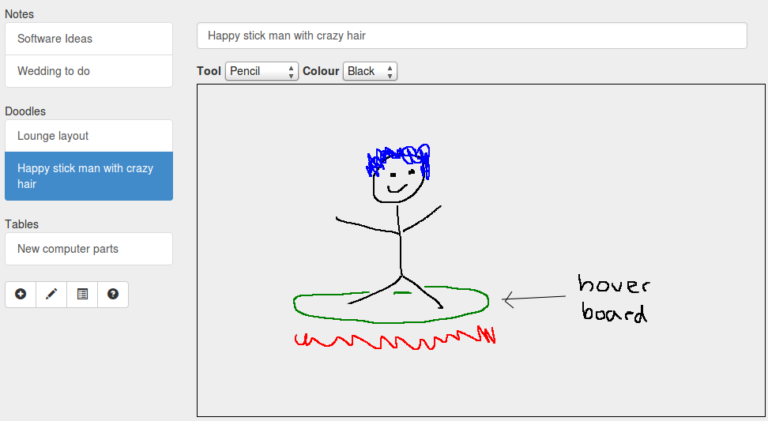 Notes
Software Ideas
Wedding to do
Doodles
Lounge layout
Happy stick man with crazy
hair
Tables
New computer parts
Happy stick man with crazy hair
Tool Pencil Colour Black
hover
board